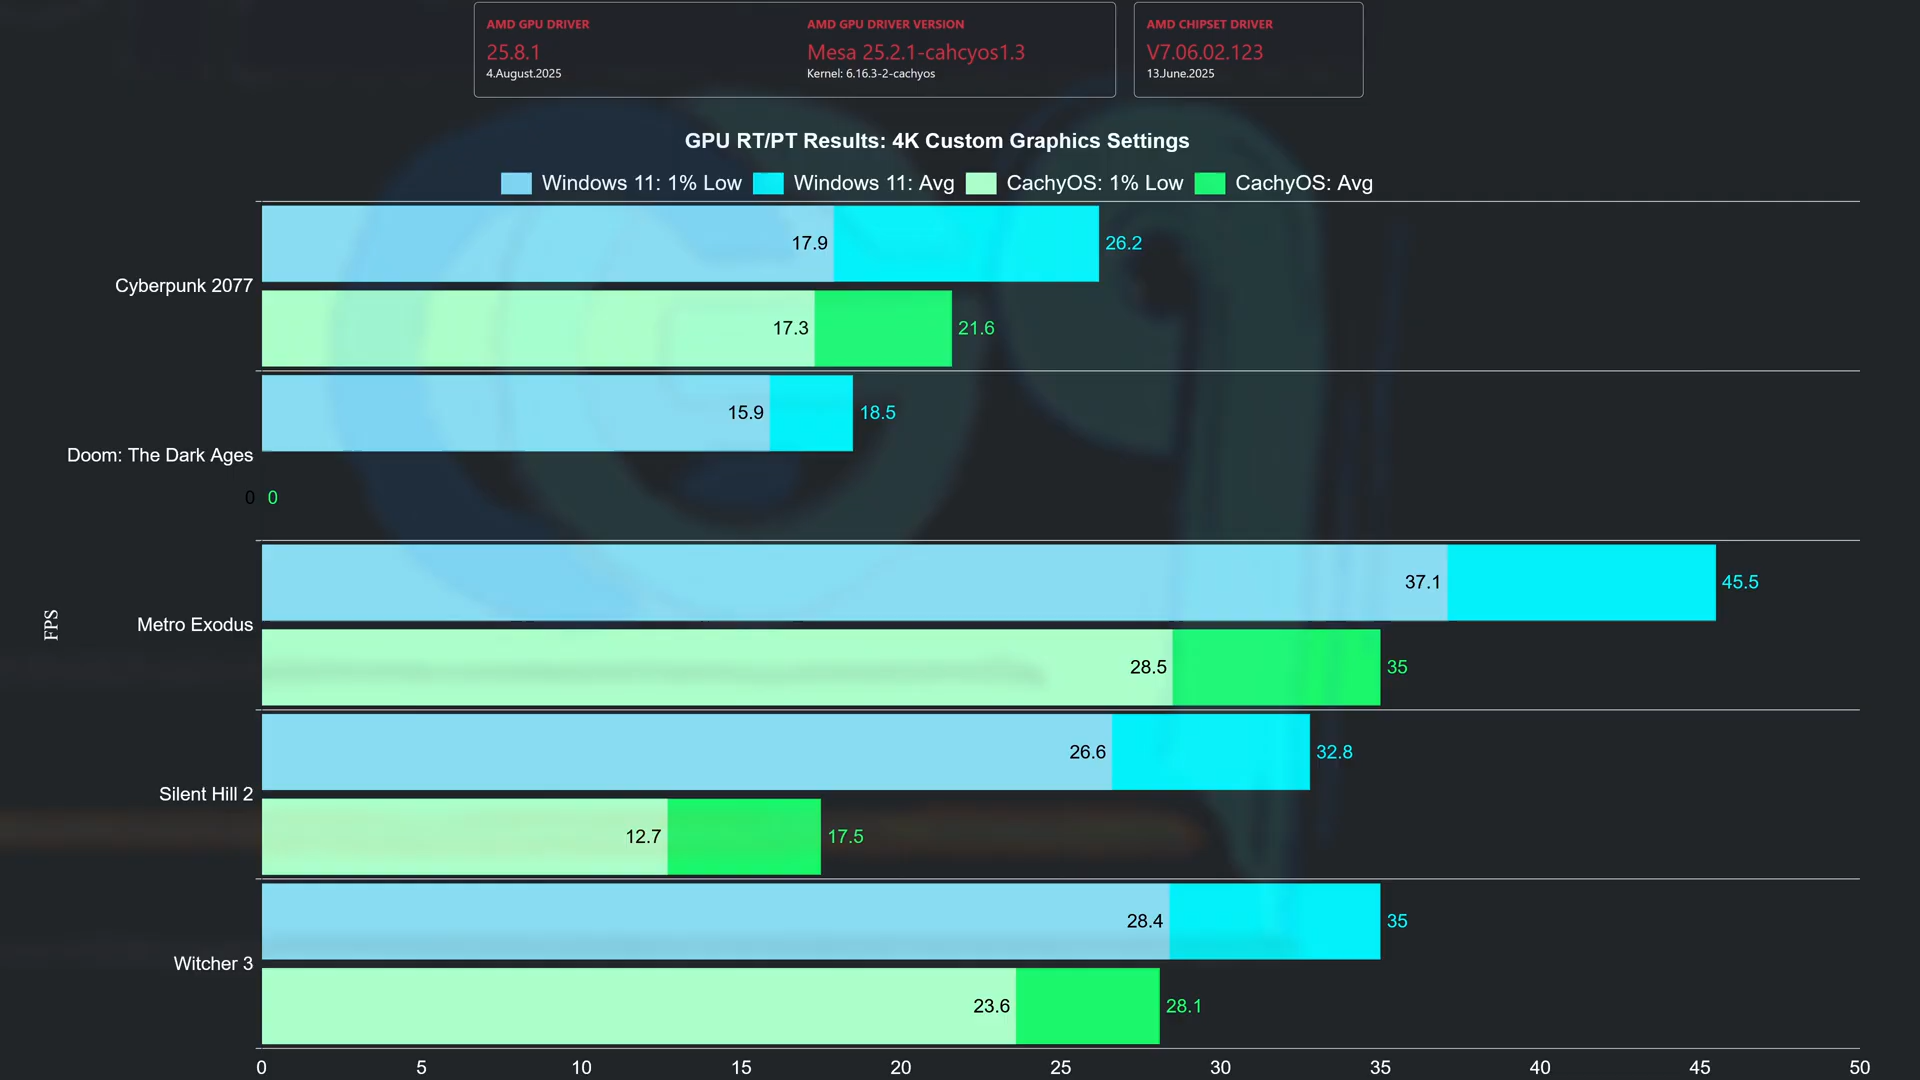 AMD GPU DRIVER
25.8.1
4.August.2025
AMD GPU DRIVER VERSION
Mesa 25.2.1-cahcyos1.3
Kernel: 6.16.3-2-cachyos
AMD CHIPSET DRIVER
V7.06.02.123
13.June.2025
GPU RT/PT Results: 4K Custom Graphics Settings
Windows 11: 1% Low Windows 11: Avg CachyOS: 1% Low CachyOS: Avg
FPS
Cyberpunk 2077
17.9 26.2
17.3 21.6
Doom: The Dark Ages
15.9 18.5
0 0
Metro Exodus
37.1 45.5
28.5 35
Silent Hill 2
26.6 32.8
12.7 17.5
Witcher 3
28.4 35
23.6 28.1
0 5 10 15 20 25 30 35 40 45 50